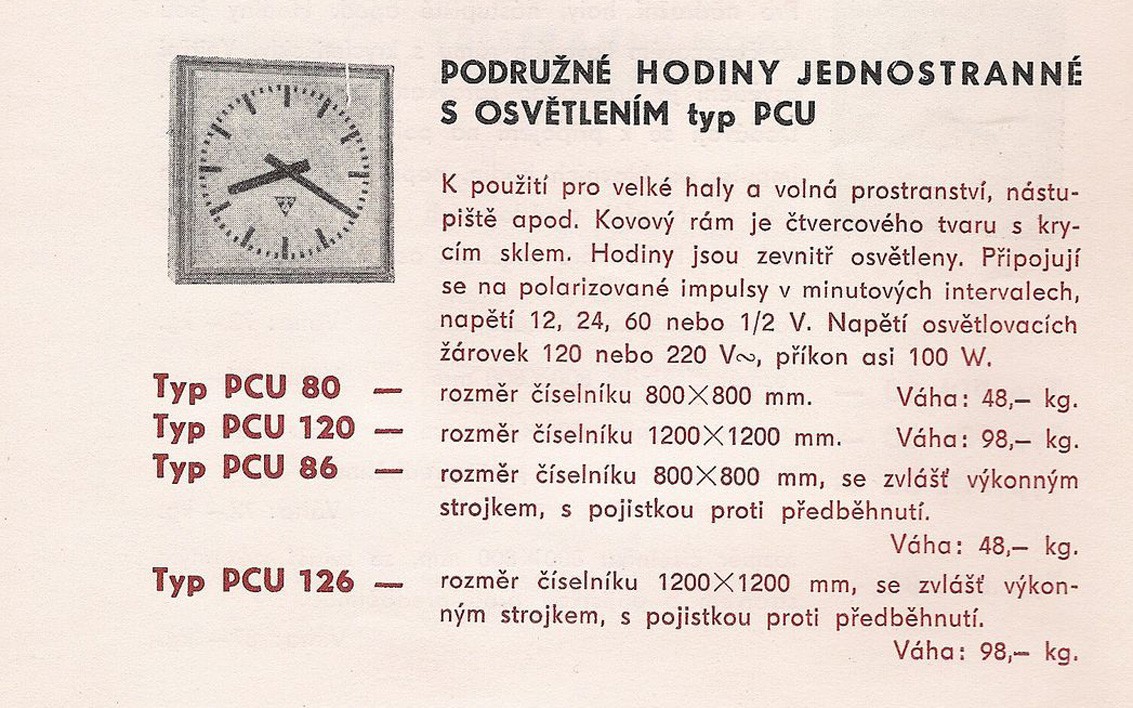 PODRUŽNÉ HODINY JEDNOSTRANNÉ
S OSVĚTLENÍM typ PCU
K použití pro velké haly a volná prostranství, nástu-
piště apod. Kovový rám je čtvercového tvaru s kry-
cím sklem. Hodiny jsou zevnitř osvětleny. Připojují
se na polarizované impulsy v minutových intervalech,
napětí 12, 24, 60 nebo 1/2 V. Napětí osvětlovacích
žárovek 120 nebo 220 V∾, příkon asi 100 W.
Typ PCU 80 — rozměr číselníku 800×800 mm. Váha: 48,— kg.
Typ PCU 120 — rozměr číselníku 1200×1200 mm. Váha: 98,— kg.
Typ PCU 86 — rozměr číselníku 800×800 mm, se zvlášť výkonným
strojkem, s pojistkou proti předběhnutí.
Váha: 48,— kg.
Typ PCU 126 — rozměr číselníku 1200×1200 mm, se zvlášť výkon-
ným strojkem, s pojistkou proti předběhnutí.
Váha: 98,— kg.